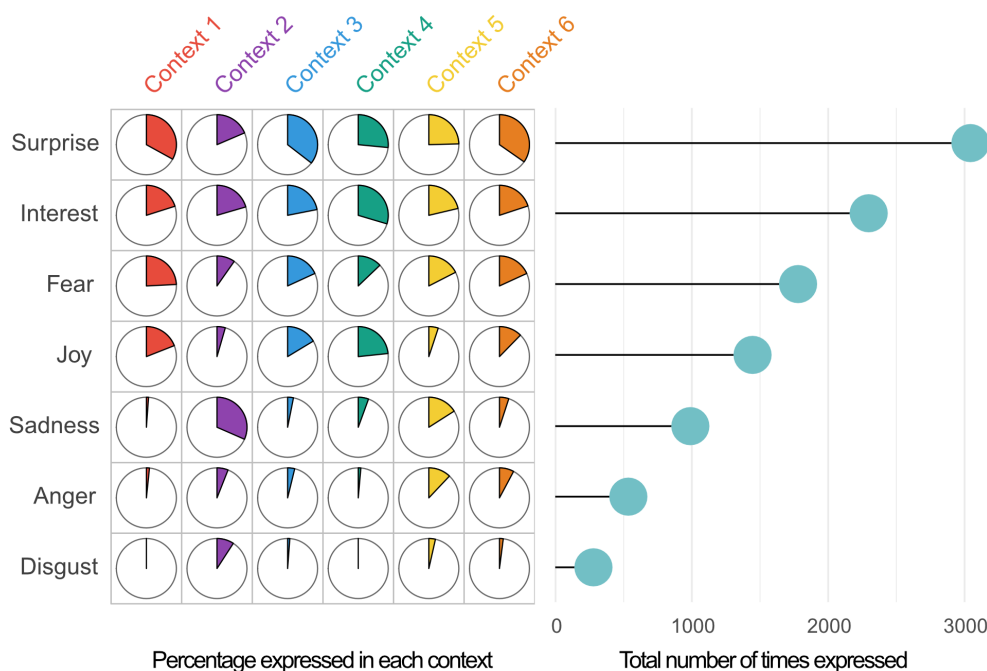 Context 1
Context 2
Context 3
Context 4
Context 5
Context 6
Surprise
Interest
Fear
Joy
Sadness
Anger
Disgust
0
1000
2000
3000
Percentage expressed in each context
Total number of times expressed